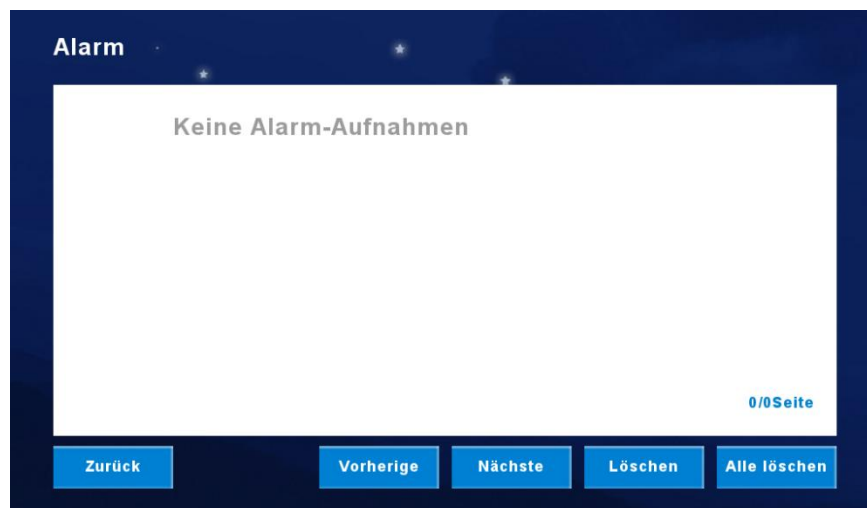 Alarm
Keine Alarm-Aufnahmen
0/0Seite
Zurück Vorherige Nächste Löschen Alle löschen